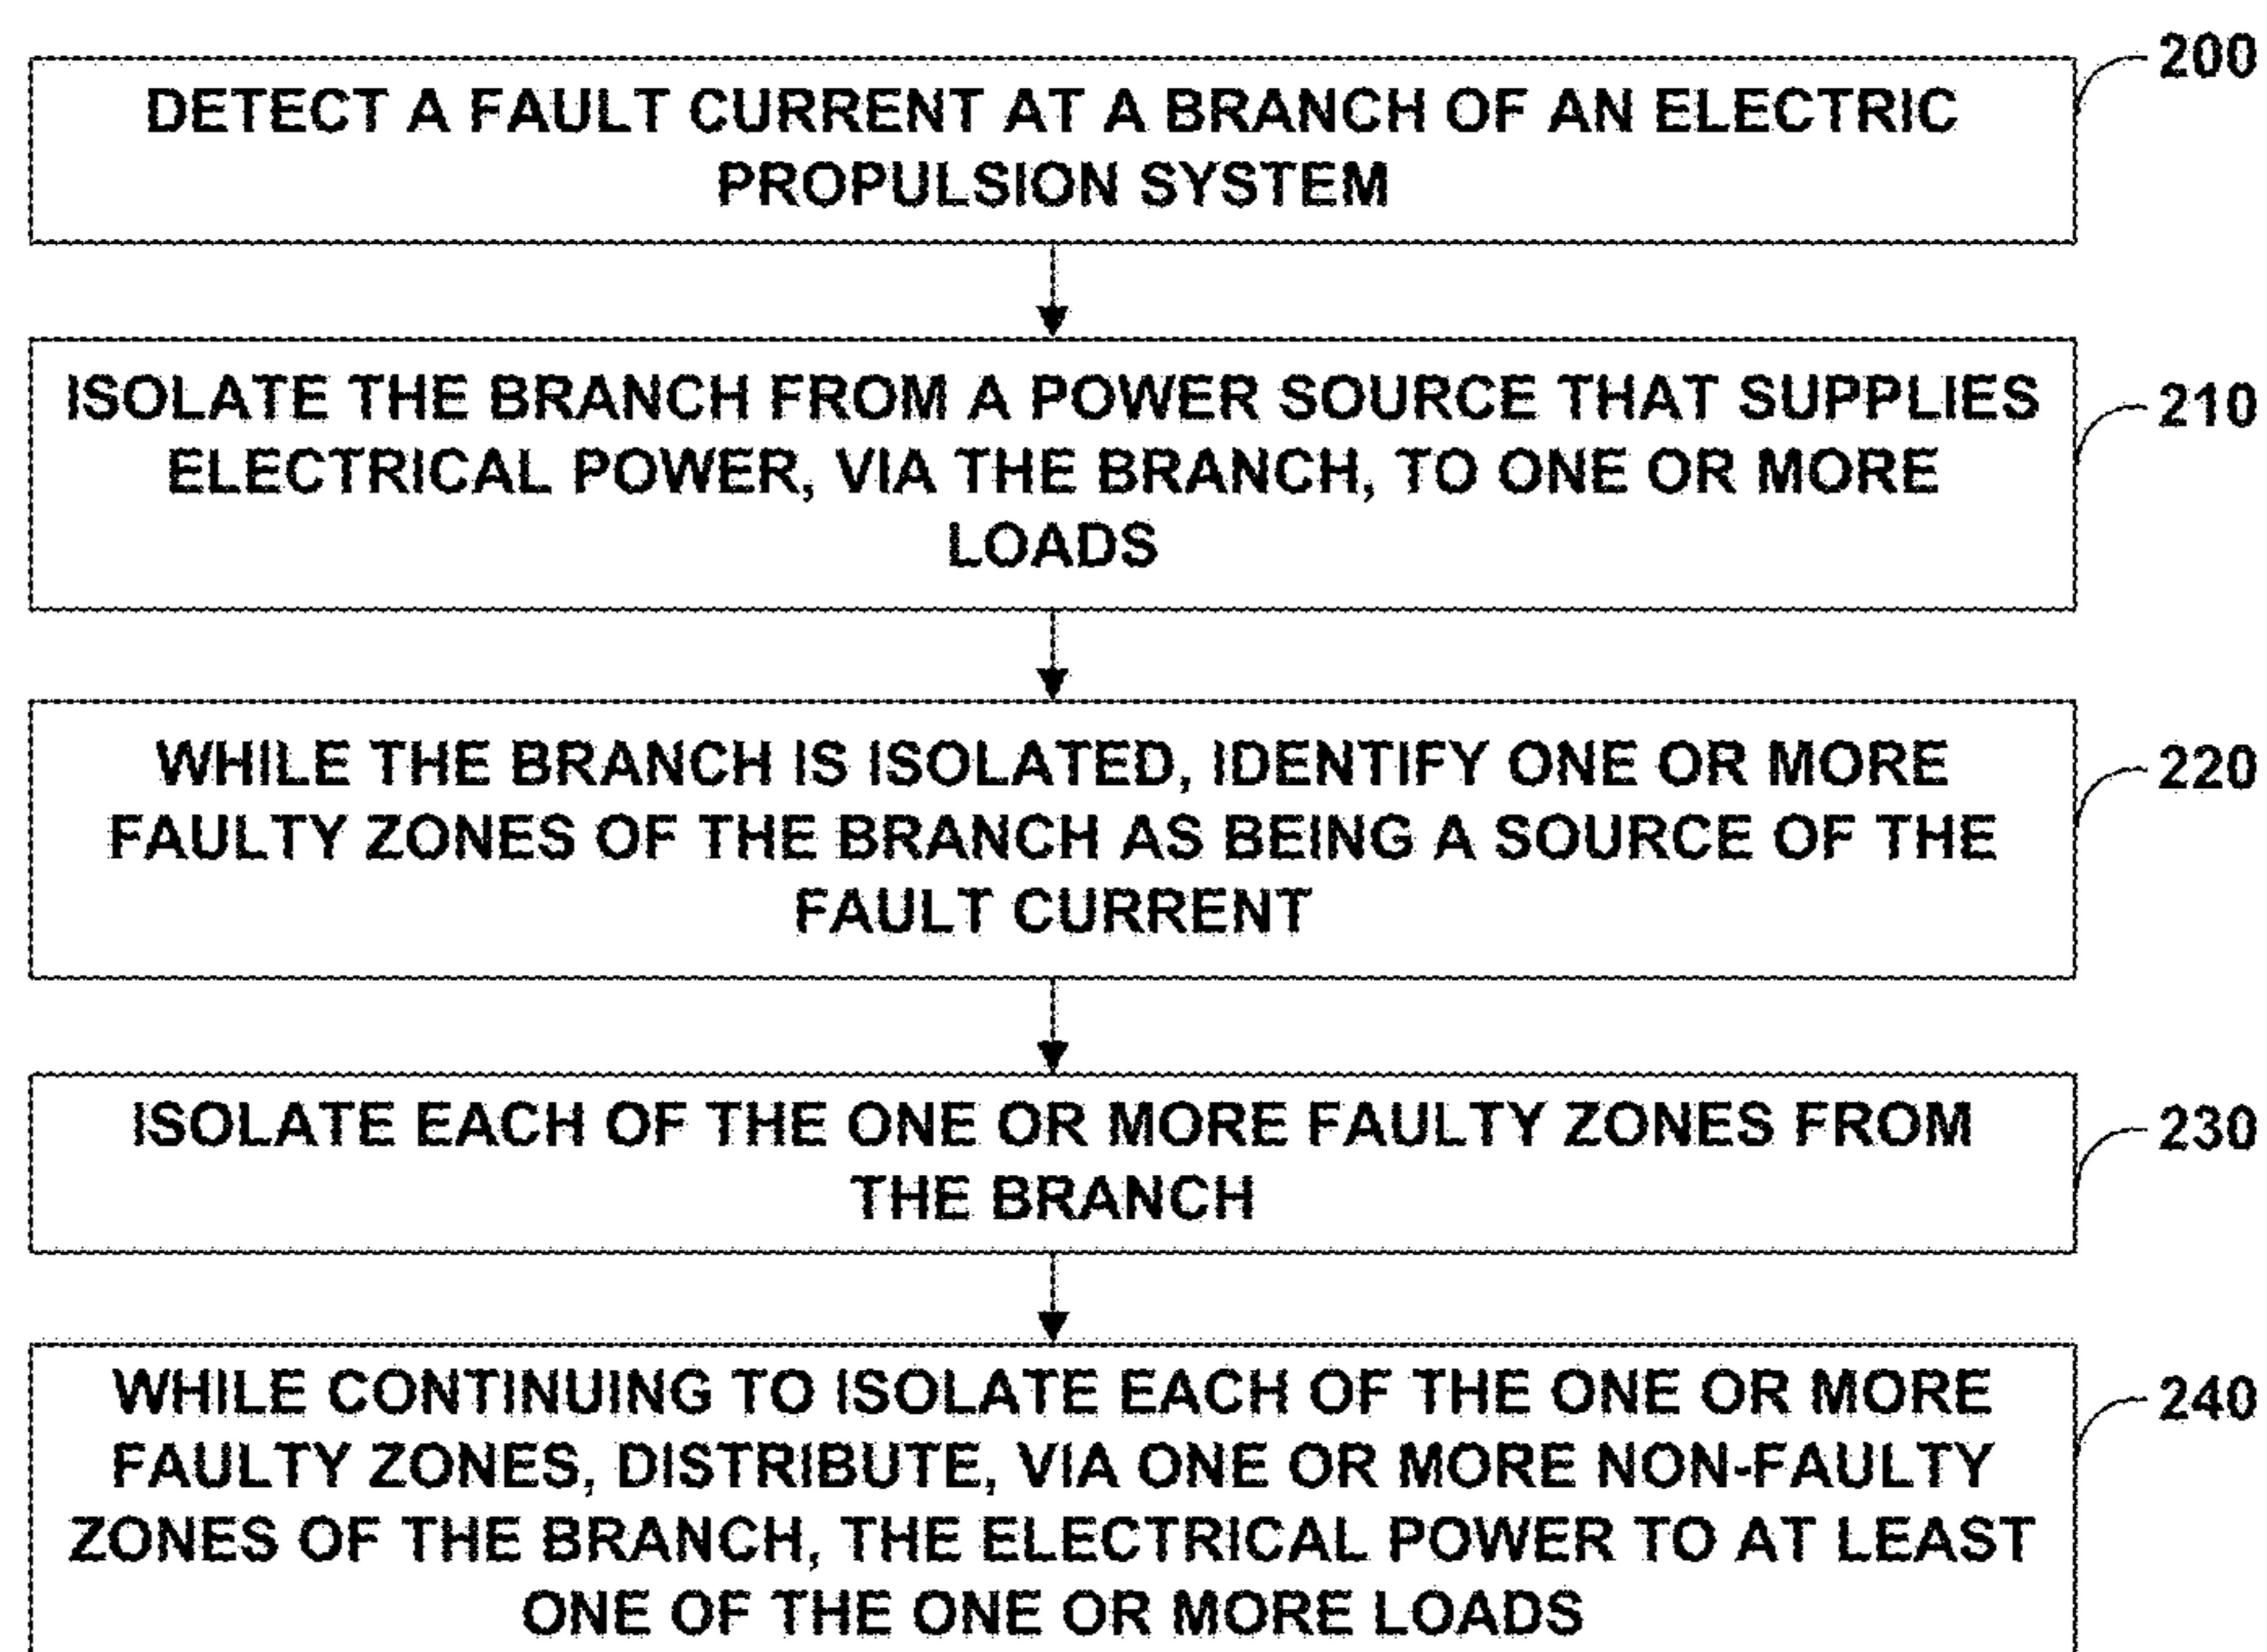 200
DETECT A FAULT CURRENT AT A BRANCH OF AN ELECTRIC
PROPULSION SYSTEM
210
ISOLATE THE BRANCH FROM A POWER SOURCE THAT SUPPLIES
ELECTRICAL POWER, VIA THE BRANCH, TO ONE OR MORE
LOADS
220
WHILE THE BRANCH IS ISOLATED, IDENTIFY ONE OR MORE
FAULTY ZONES OF THE BRANCH AS BEING A SOURCE OF THE
FAULT CURRENT
230
ISOLATE EACH OF THE ONE OR MORE FAULTY ZONES FROM
THE BRANCH
240
WHILE CONTINUING TO ISOLATE EACH OF THE ONE OR MORE
FAULTY ZONES, DISTRIBUTE, VIA ONE OR MORE NON-FAULTY
ZONES OF THE BRANCH, THE ELECTRICAL POWER TO AT LEAST
ONE OF THE ONE OR MORE LOADS